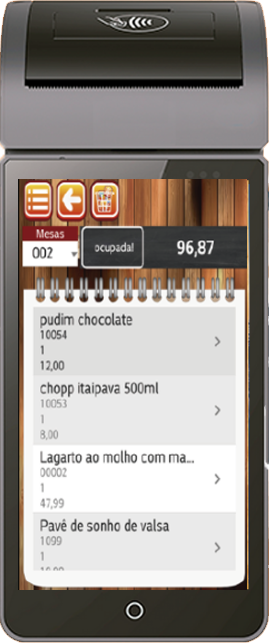 Mesas
002
ocupada!
96,87
pudim chocolate
10054
1
12,00
chopp itaipava 500ml
10053
1
8,00
Lagarto ao molho com ma...
00002
1
47,99
Pavê de sonho de valsa
1099
1